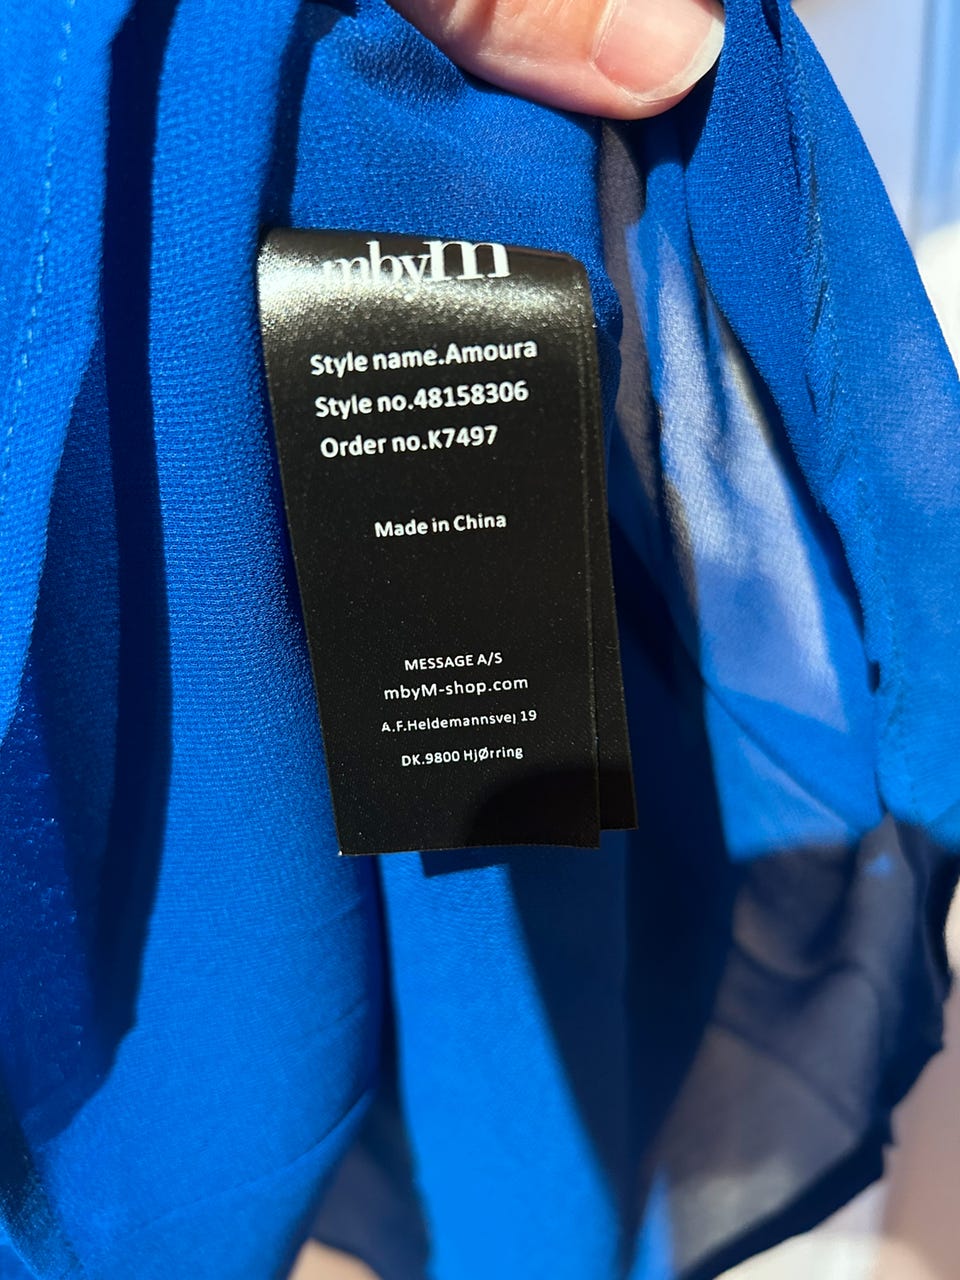 mbyM
Style name.Amoura
Style no.48158306
Order no.K7497
Made in China
MESSAGE A/S
mbyM-shop.com
A.F.Heldemannsvej 19
DK.9800 HjØrring